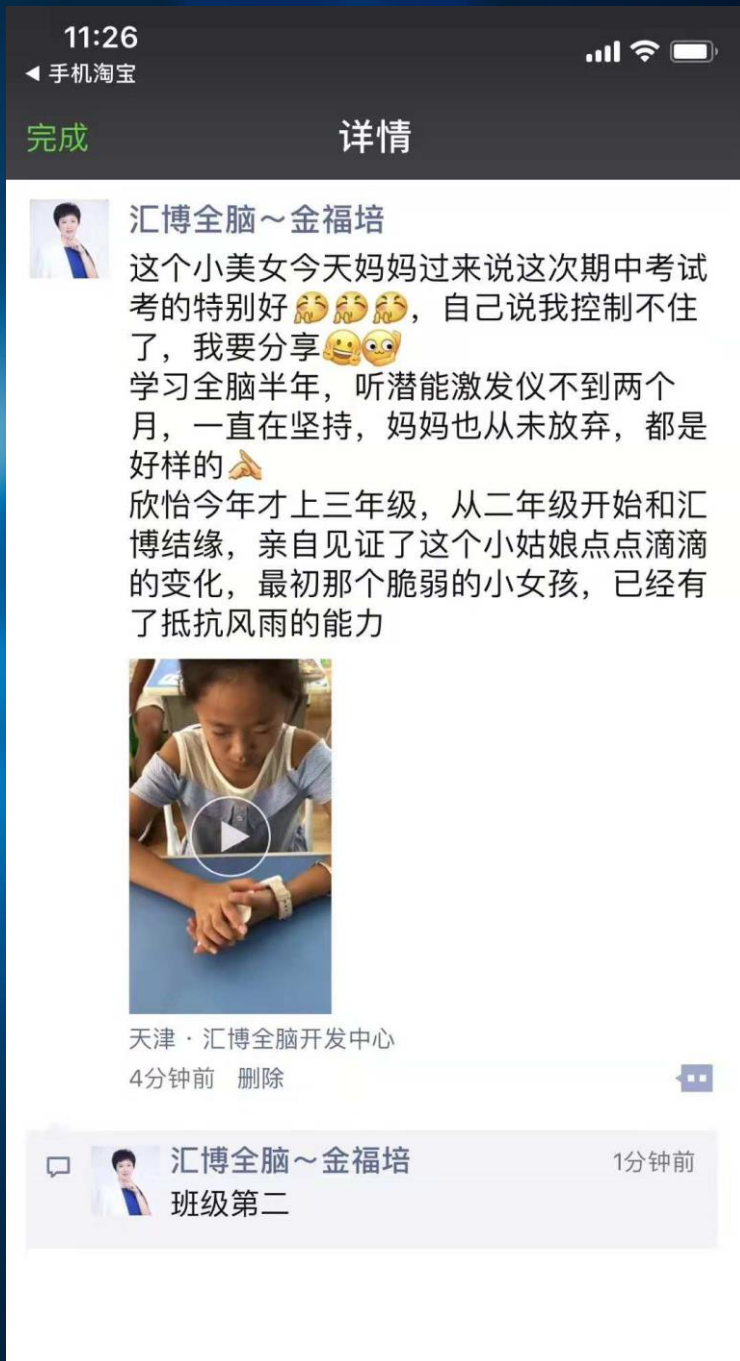 11:26
手机淘宝
完成
详情
汇博全脑～金福培
这个小美女今天妈妈过来说这次期中考试
考的特别好，自己说我控制不住
了，我要分享
学习全脑半年，听潜能激发仪不到两个
月，一直在坚持，妈妈也从未放弃，都是
好样的
欣怡今年才上三年级，从二年级开始和汇
博结缘，亲自见证了这个小姑娘点点滴滴
的变化，最初那个脆弱的小女孩，已经有
了抵抗风雨的能力
天津 · 汇博全脑开发中心
4分钟前 删除
汇博全脑～金福培 1分钟前
班级第二